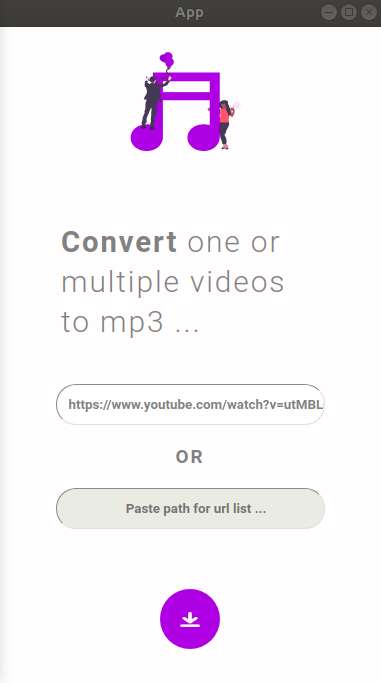 App
Convert one or
multiple videos
to mp3 ...
https://www.youtube.com/watch?v=utMBL
OR
Paste path for url list ...